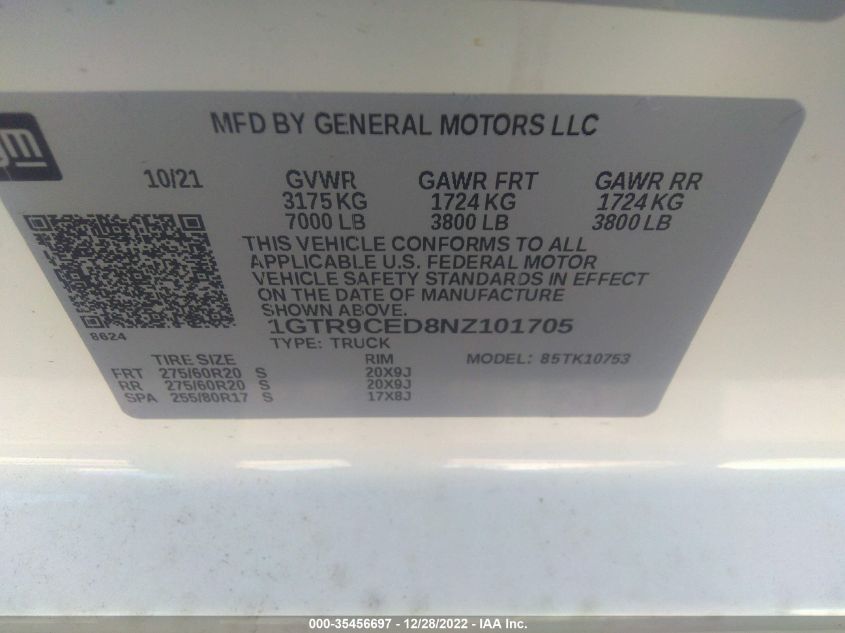 gm
MFD BY GENERAL MOTORS LLC
10/21 GVWR GAWR FRT GAWR RR
3175 KG 1724 KG 1724 KG
7000 LB 3800 LB 3800 LB
THIS VEHICLE CONFORMS TO ALL
APPLICABLE U.S. FEDERAL MOTOR
VEHICLE SAFETY STANDARDS IN EFFECT
ON THE DATE OF MANUFACTURE
SHOWN ABOVE.
1GTR9CED8NZ101705
8624
TYPE: TRUCK
TIRE SIZE RIM MODEL: 85TK10753
FRT 275/60R20 S 20X9J
RR 275/60R20 S 20X9J
SPA 255/80R17 S 17X8J
000-35456697 - 12/28/2022 - IAA Inc.